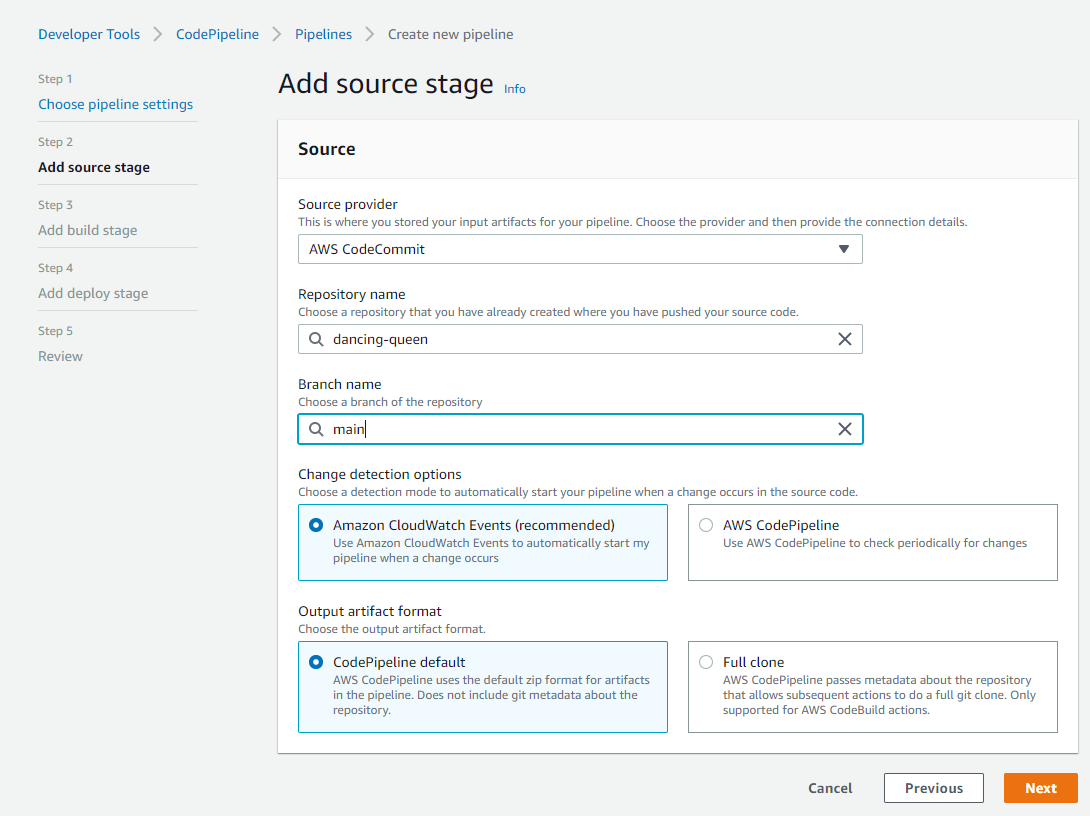 Developer Tools > CodePipeline > Pipelines > Create new pipeline
Step 1
Choose pipeline settings
Step 2
Add source stage
Step 3
Add build stage
Step 4
Add deploy stage
Step 5
Review
Add source stage Info
Source
Source provider
This is where you stored your input artifacts for your pipeline. Choose the provider and then provide the connection details.
AWS CodeCommit
Repository name
Choose a repository that you have already created where you have pushed your source code.
dancing-queen
Branch name
Choose a branch of the repository
main
Change detection options
Choose a detection mode to automatically start your pipeline when a change occurs in the source code.
Amazon CloudWatch Events (recommended)
Use Amazon CloudWatch Events to automatically start my
pipeline when a change occurs
AWS CodePipeline
Use AWS CodePipeline to check periodically for changes
Output artifact format
Choose the output artifact format.
CodePipeline default
AWS CodePipeline uses the default zip format for artifacts
in the pipeline. Does not include git metadata about the
repository.
Full clone
AWS CodePipeline passes metadata about the repository
that allows subsequent actions to do a full git clone. Only
supported for AWS CodeBuild actions.
Cancel
Previous
Next